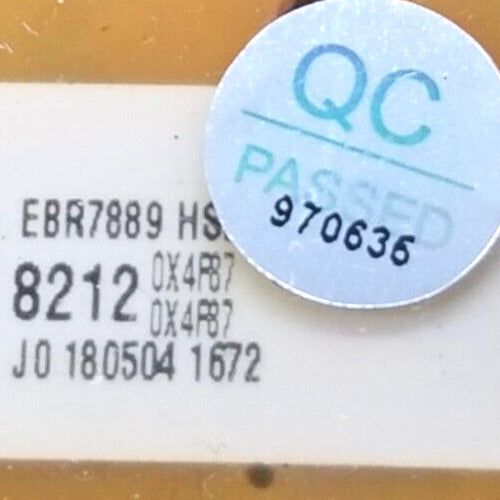 QC
PASSED
970636
EBR7889 HS
8212 0X4F87
0X4F87
J0 180504 1672